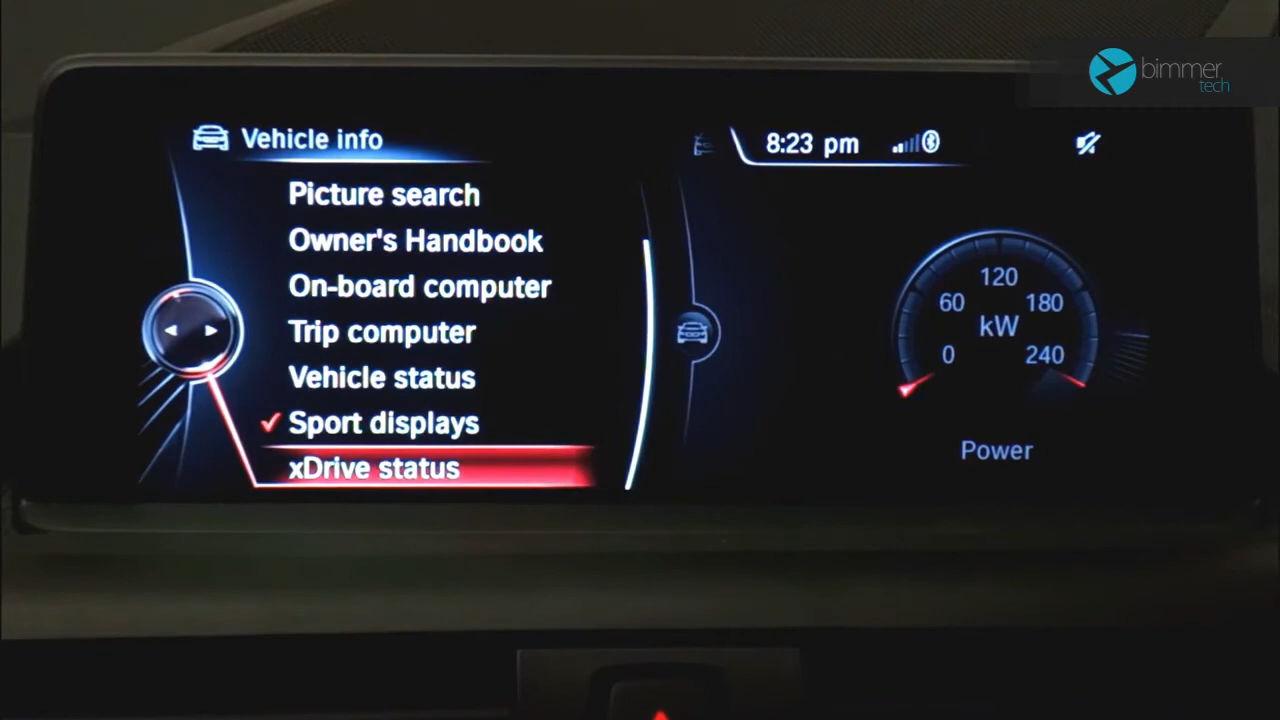 bimmer
tech
Vehicle info
8:23 pm
Picture search
Owner's Handbook
On-board computer
Trip computer
Vehicle status
Sport displays
xDrive status
120
60
180
kW
0
240
Power